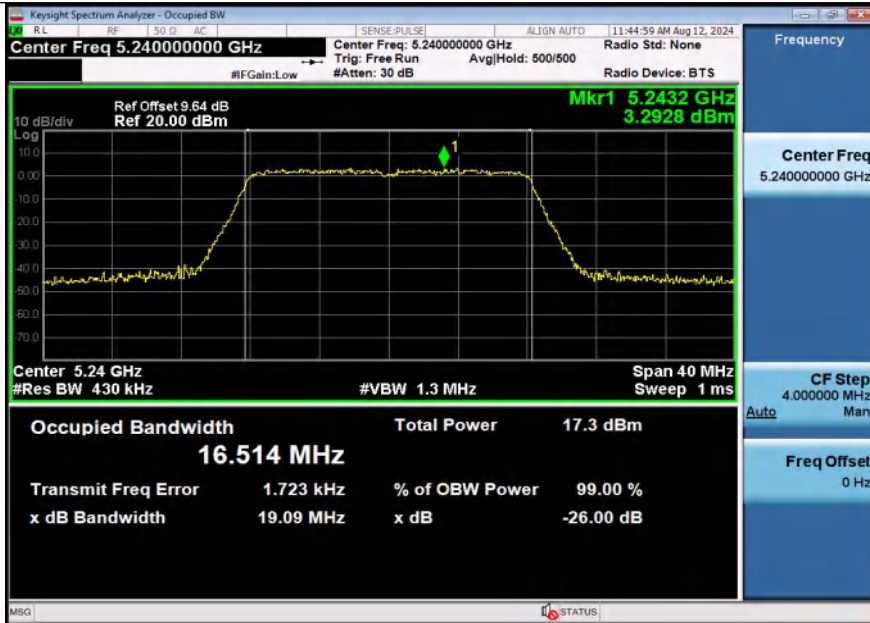 Keysight Spectrum Analyzer - Occupied BW
LXI RL RF 50 Ω AC SENSE:PULSE ALIGN AUTO 11:44:59 AM Aug 12, 2024
Center Freq 5.240000000 GHz
Center Freq: 5.240000000 GHz
Radio Std: None
Trig: Free Run Avg|Hold: 500/500
#IFGain:Low
#Atten: 30 dB
Radio Device: BTS
Ref Offset 9.64 dB
Mkr1 5.2432 GHz
10 dB/div Ref 20.00 dBm
3.2928 dBm
Log
10.0
1
0.00
-10.0
-20.0
-30.0
-40.0
-50.0
-60.0
-70.0
Center 5.24 GHz
Span 40 MHz
#Res BW 430 kHz
#VBW 1.3 MHz
Sweep 1 ms
Occupied Bandwidth
Total Power 17.3 dBm
16.514 MHz
Transmit Freq Error 1.723 kHz
% of OBW Power 99.00 %
x dB Bandwidth 19.09 MHz
x dB -26.00 dB
MSG
STATUS
Frequency
Center Freq
5.240000000 GHz
CF Step
4.000000 MHz
Auto Man
Freq Offset
0 Hz